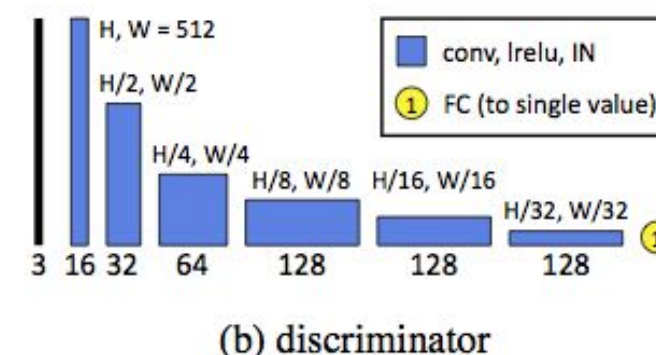 H, W = 512
H/2, W/2
H/4, W/4
H/8, W/8
H/16, W/16
H/32, W/32
conv, lrelu, IN
1 FC (to single value)
3 16 32 64 128 128 128
1
(b) discriminator